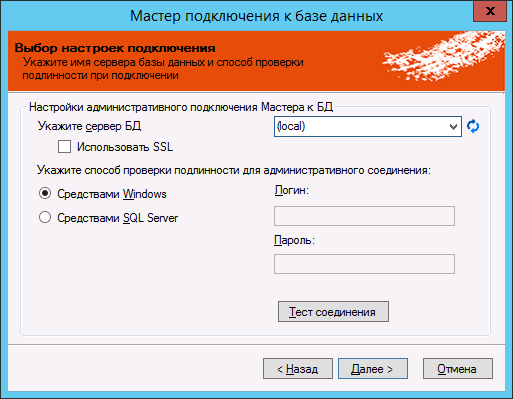 Мастер подключения к базе данных
x
Выбор настроек подключения
Укажите имя сервера базы данных и способ проверки
подлинности при подключении
Настройки административного подключения Мастера к БД
Укажите сервер БД
(local)
Использовать SSL
Укажите способ проверки подлинности для административного соединения:
Средствами Windows
Логин:
Средствами SQL Server
Пароль:
Тест соединения
< Назад
Далее >
Отмена